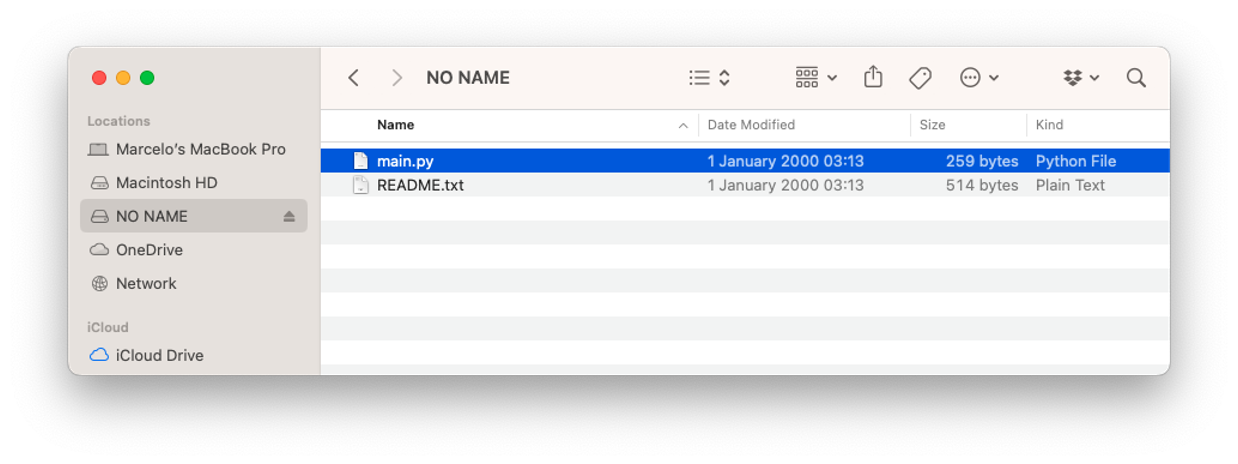 NO NAME
Locations
Marcelo's MacBook Pro
Macintosh HD
NO NAME
OneDrive
Network
iCloud
iCloud Drive
Name Date Modified Size Kind
main.py 1 January 2000 03:13 259 bytes Python File
README.txt 1 January 2000 03:13 514 bytes Plain Text